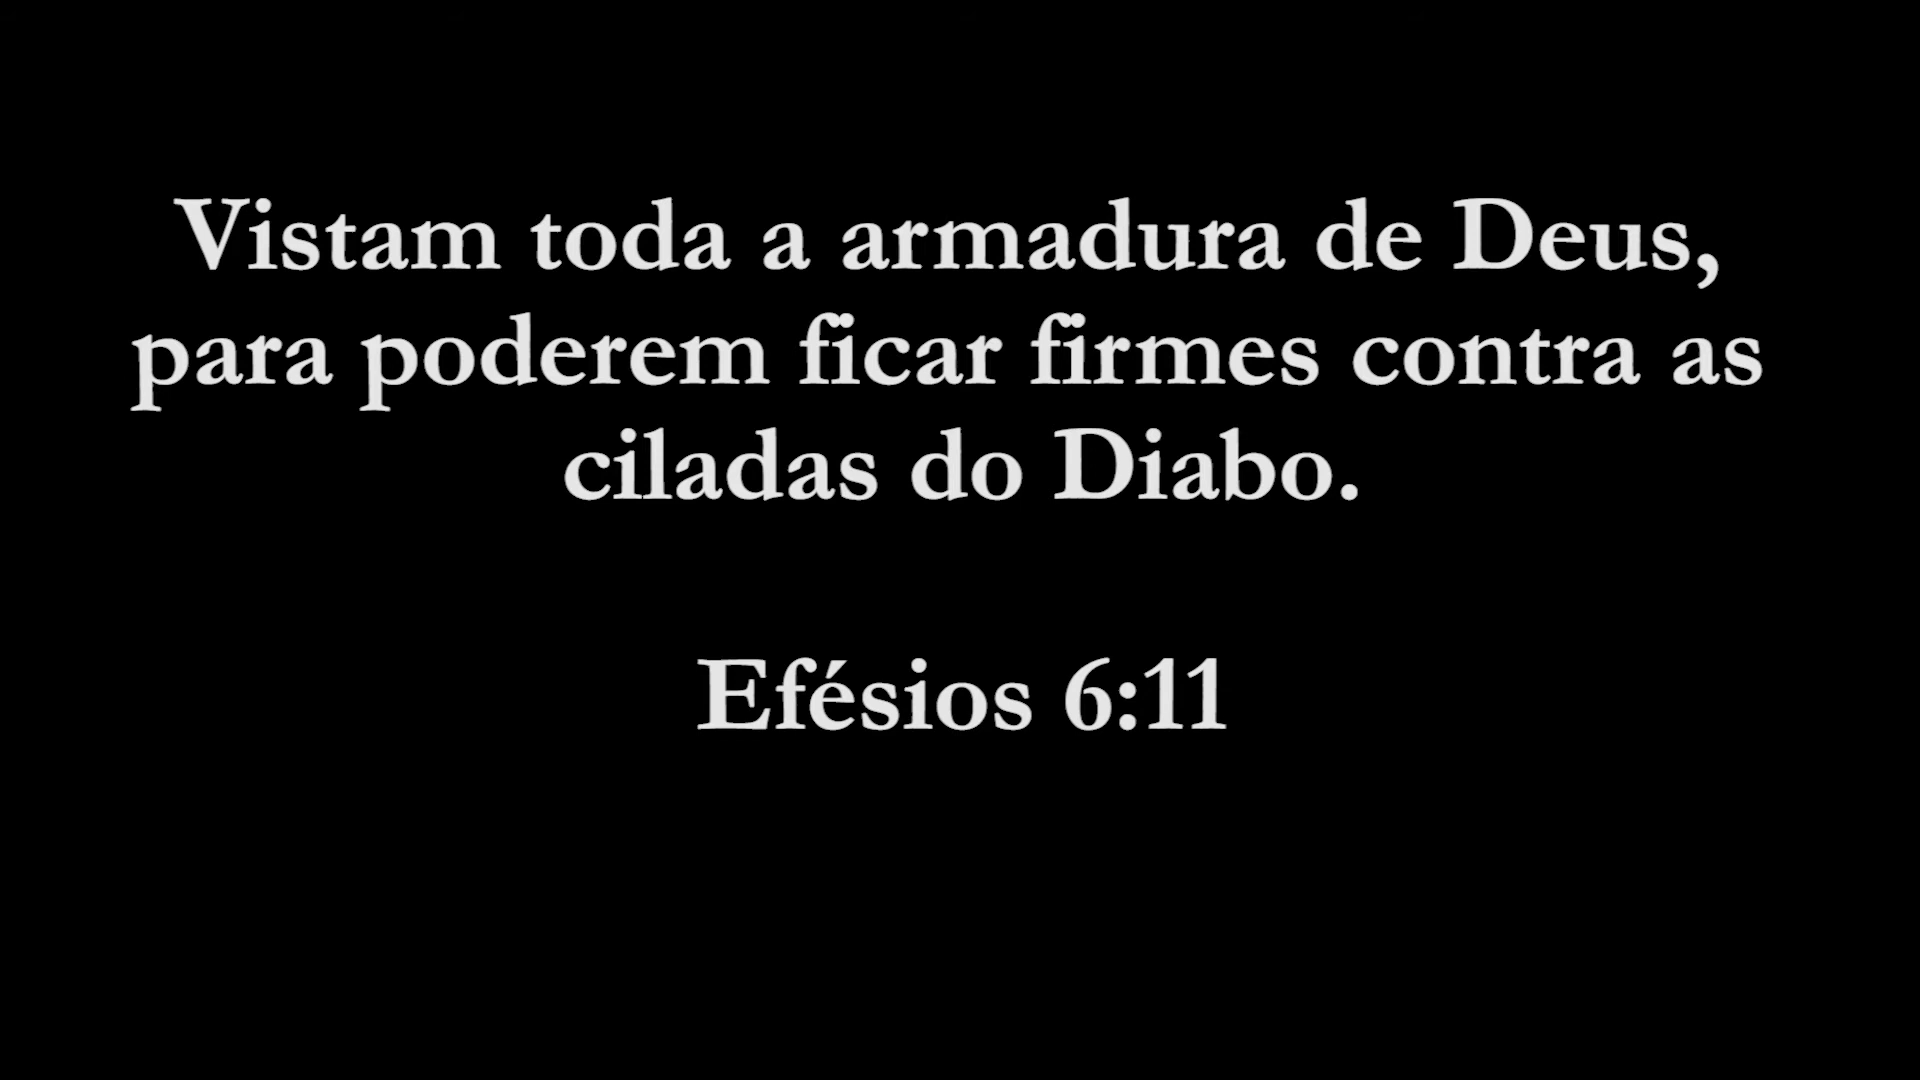 Vistam toda a armadura de Deus,
para poderem ficar firmes contra as
ciladas do Diabo.
Efésios 6:11